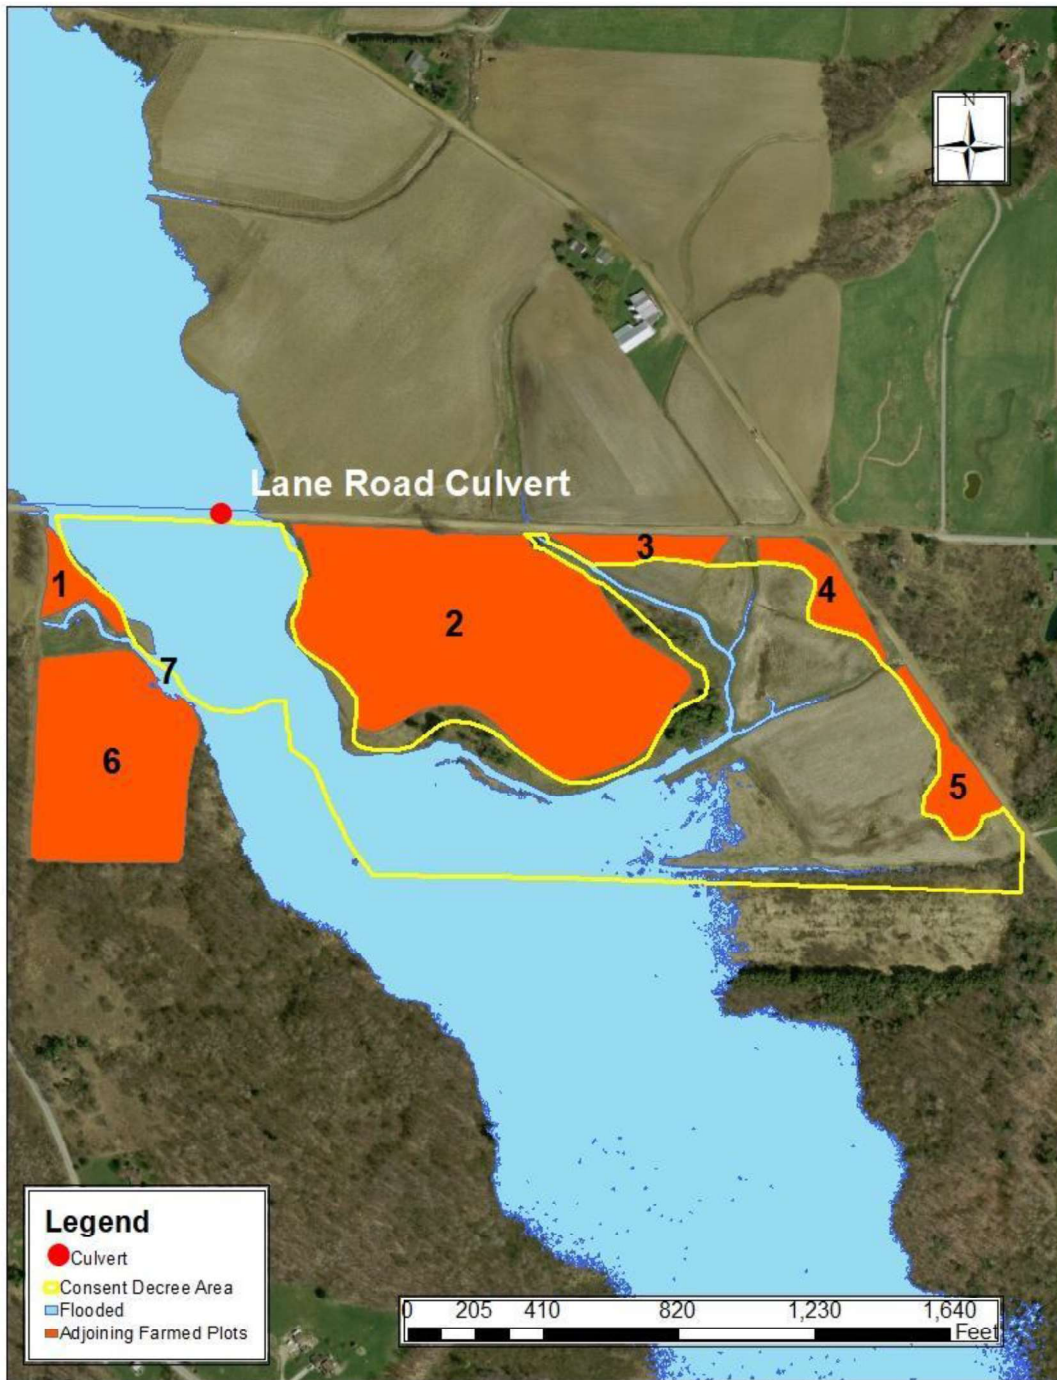 N
Lane Road Culvert
3
1
4
2
7
6
5
Legend
Culvert
Consent Decree Area
Flooded
Adjoining Farmed Plots
0 205 410 820 1,230 1,640
Feet